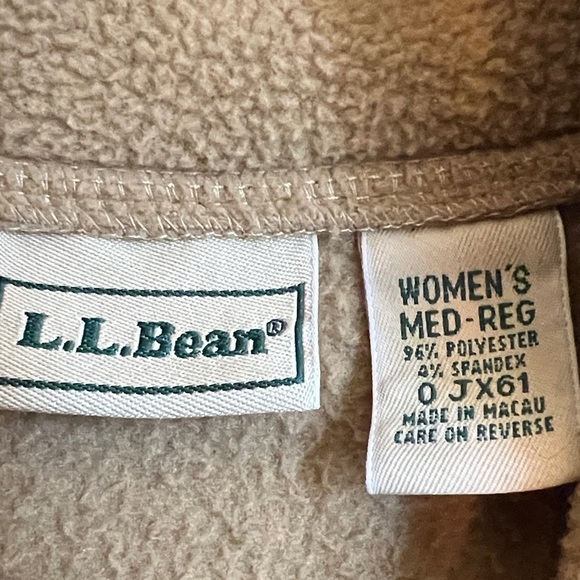 L.L.Bean®
WOMEN'S
MED-REG
96% POLYESTER
4% SPANDEX
0 JX61
MADE IN MACAU
CARE ON REVERSE